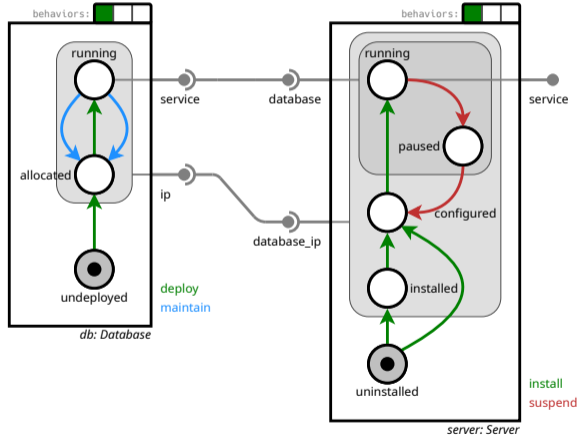 behaviors:
running
allocated
undeployed
service
ip
deploy
maintain
db: Database
database
database_ip
behaviors:
running
paused
configured
installed
uninstalled
service
install
suspend
server: Server